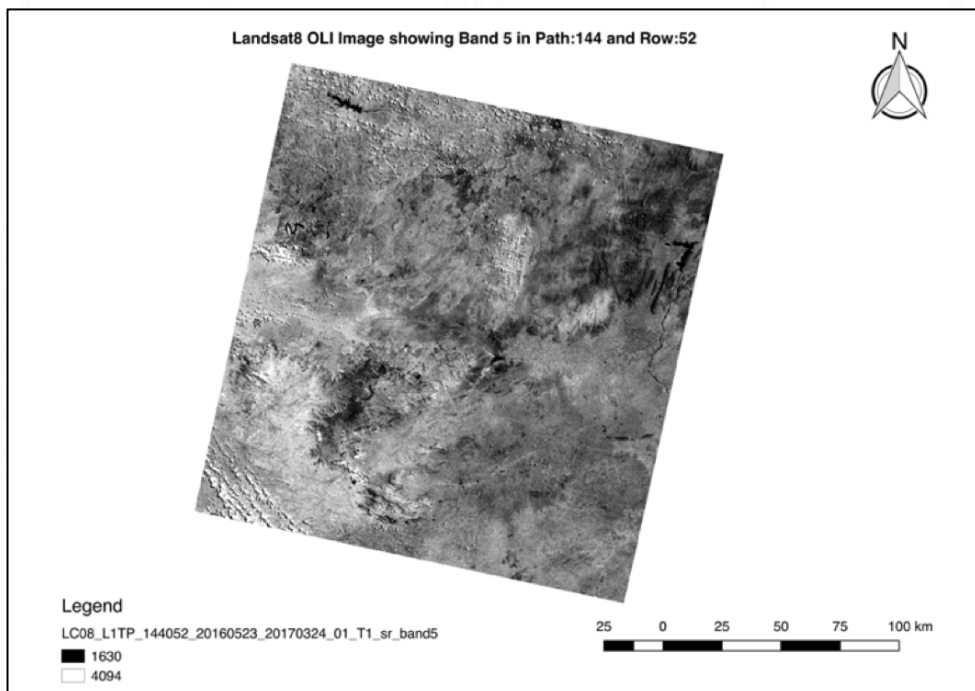 Landsat8 OLI Image showing Band 5 in Path:144 and Row:52
N
Legend
LC08_L1TP_144052_20160523_20170324_01_T1_sr_band5
1630
4094
25 0 25 50 75 100 km